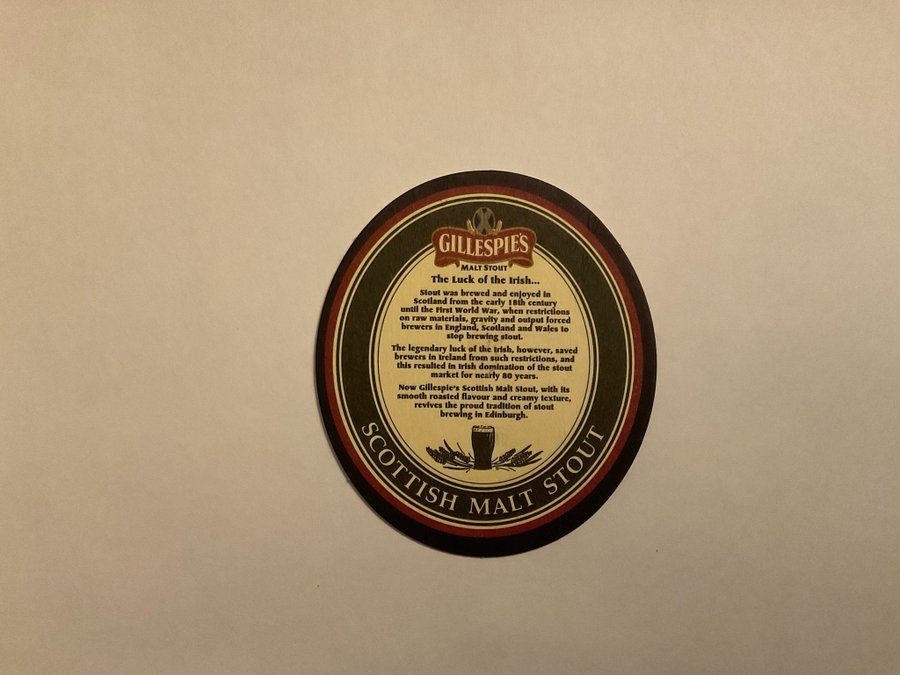 GILLESPIE'S
MALT STOUT
The Luck of the Irish...
Stout was brewed and enjoyed in
Scotland from the early 18th century
until the First World War, when restrictions
on raw materials, gravity and output forced
brewers in England, Scotland and Wales to
stop brewing stout.
The legendary luck of the Irish, however, saved
brewers in Ireland from such restrictions, and
this resulted in Irish domination of the stout
market for nearly 80 years.
Now Gillespie's Scottish Malt Stout, with its
smooth roasted flavour and creamy texture,
revives the proud tradition of stout
brewing in Edinburgh.
SCOTTISH MALT STOUT